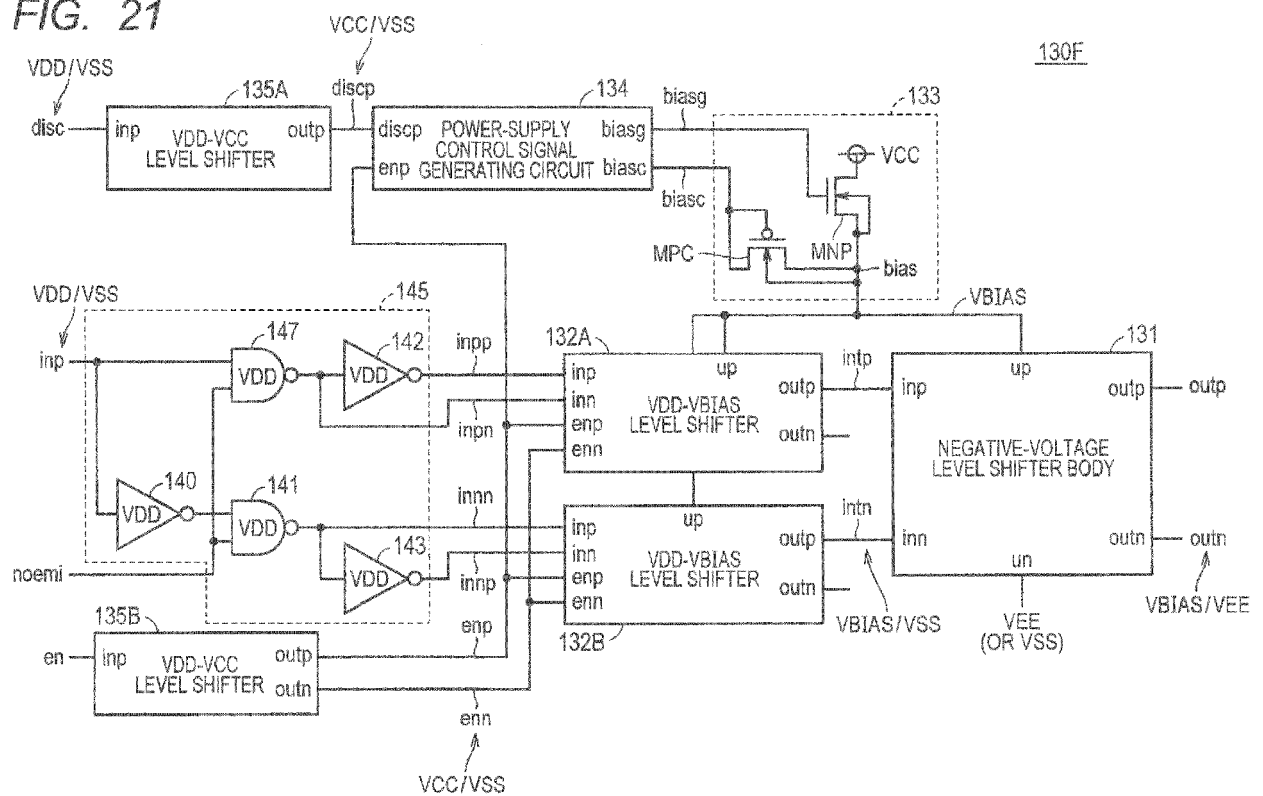 FIG. 21
VCC/VSS
130F
VDD/VSS
135A
discp
134
biasg
133
disc
inp
outp
VDD-VCC
LEVEL SHIFTER
discp
enp
POWER-SUPPLY
CONTROL SIGNAL
GENERATING CIRCUIT
biasg
biasc
biasc
VCC
MPC
MNP
bias
VDD/VSS
145
VBIAS
inp
147
VDD
142
VDD
inpp
inpn
132A
inp
inn
enp
enn
up
VDD-VBIAS
LEVEL SHIFTER
outp
outn
intp
131
inp
up
outp
outp
NEGATIVE-VOLTAGE
LEVEL SHIFTER BODY
140
VDD
141
VDD
innn
143
VDD
innp
inp
inn
enp
enn
up
VDD-VBIAS
LEVEL SHIFTER
outp
outn
132B
intn
inn
un
outn
outn
VBIAS/VSS
VBIAS/VEE
VEE
(OR VSS)
noemi
135B
en
inp
VDD-VCC
LEVEL SHIFTER
outp
outn
enp
enn
VCC/VSS